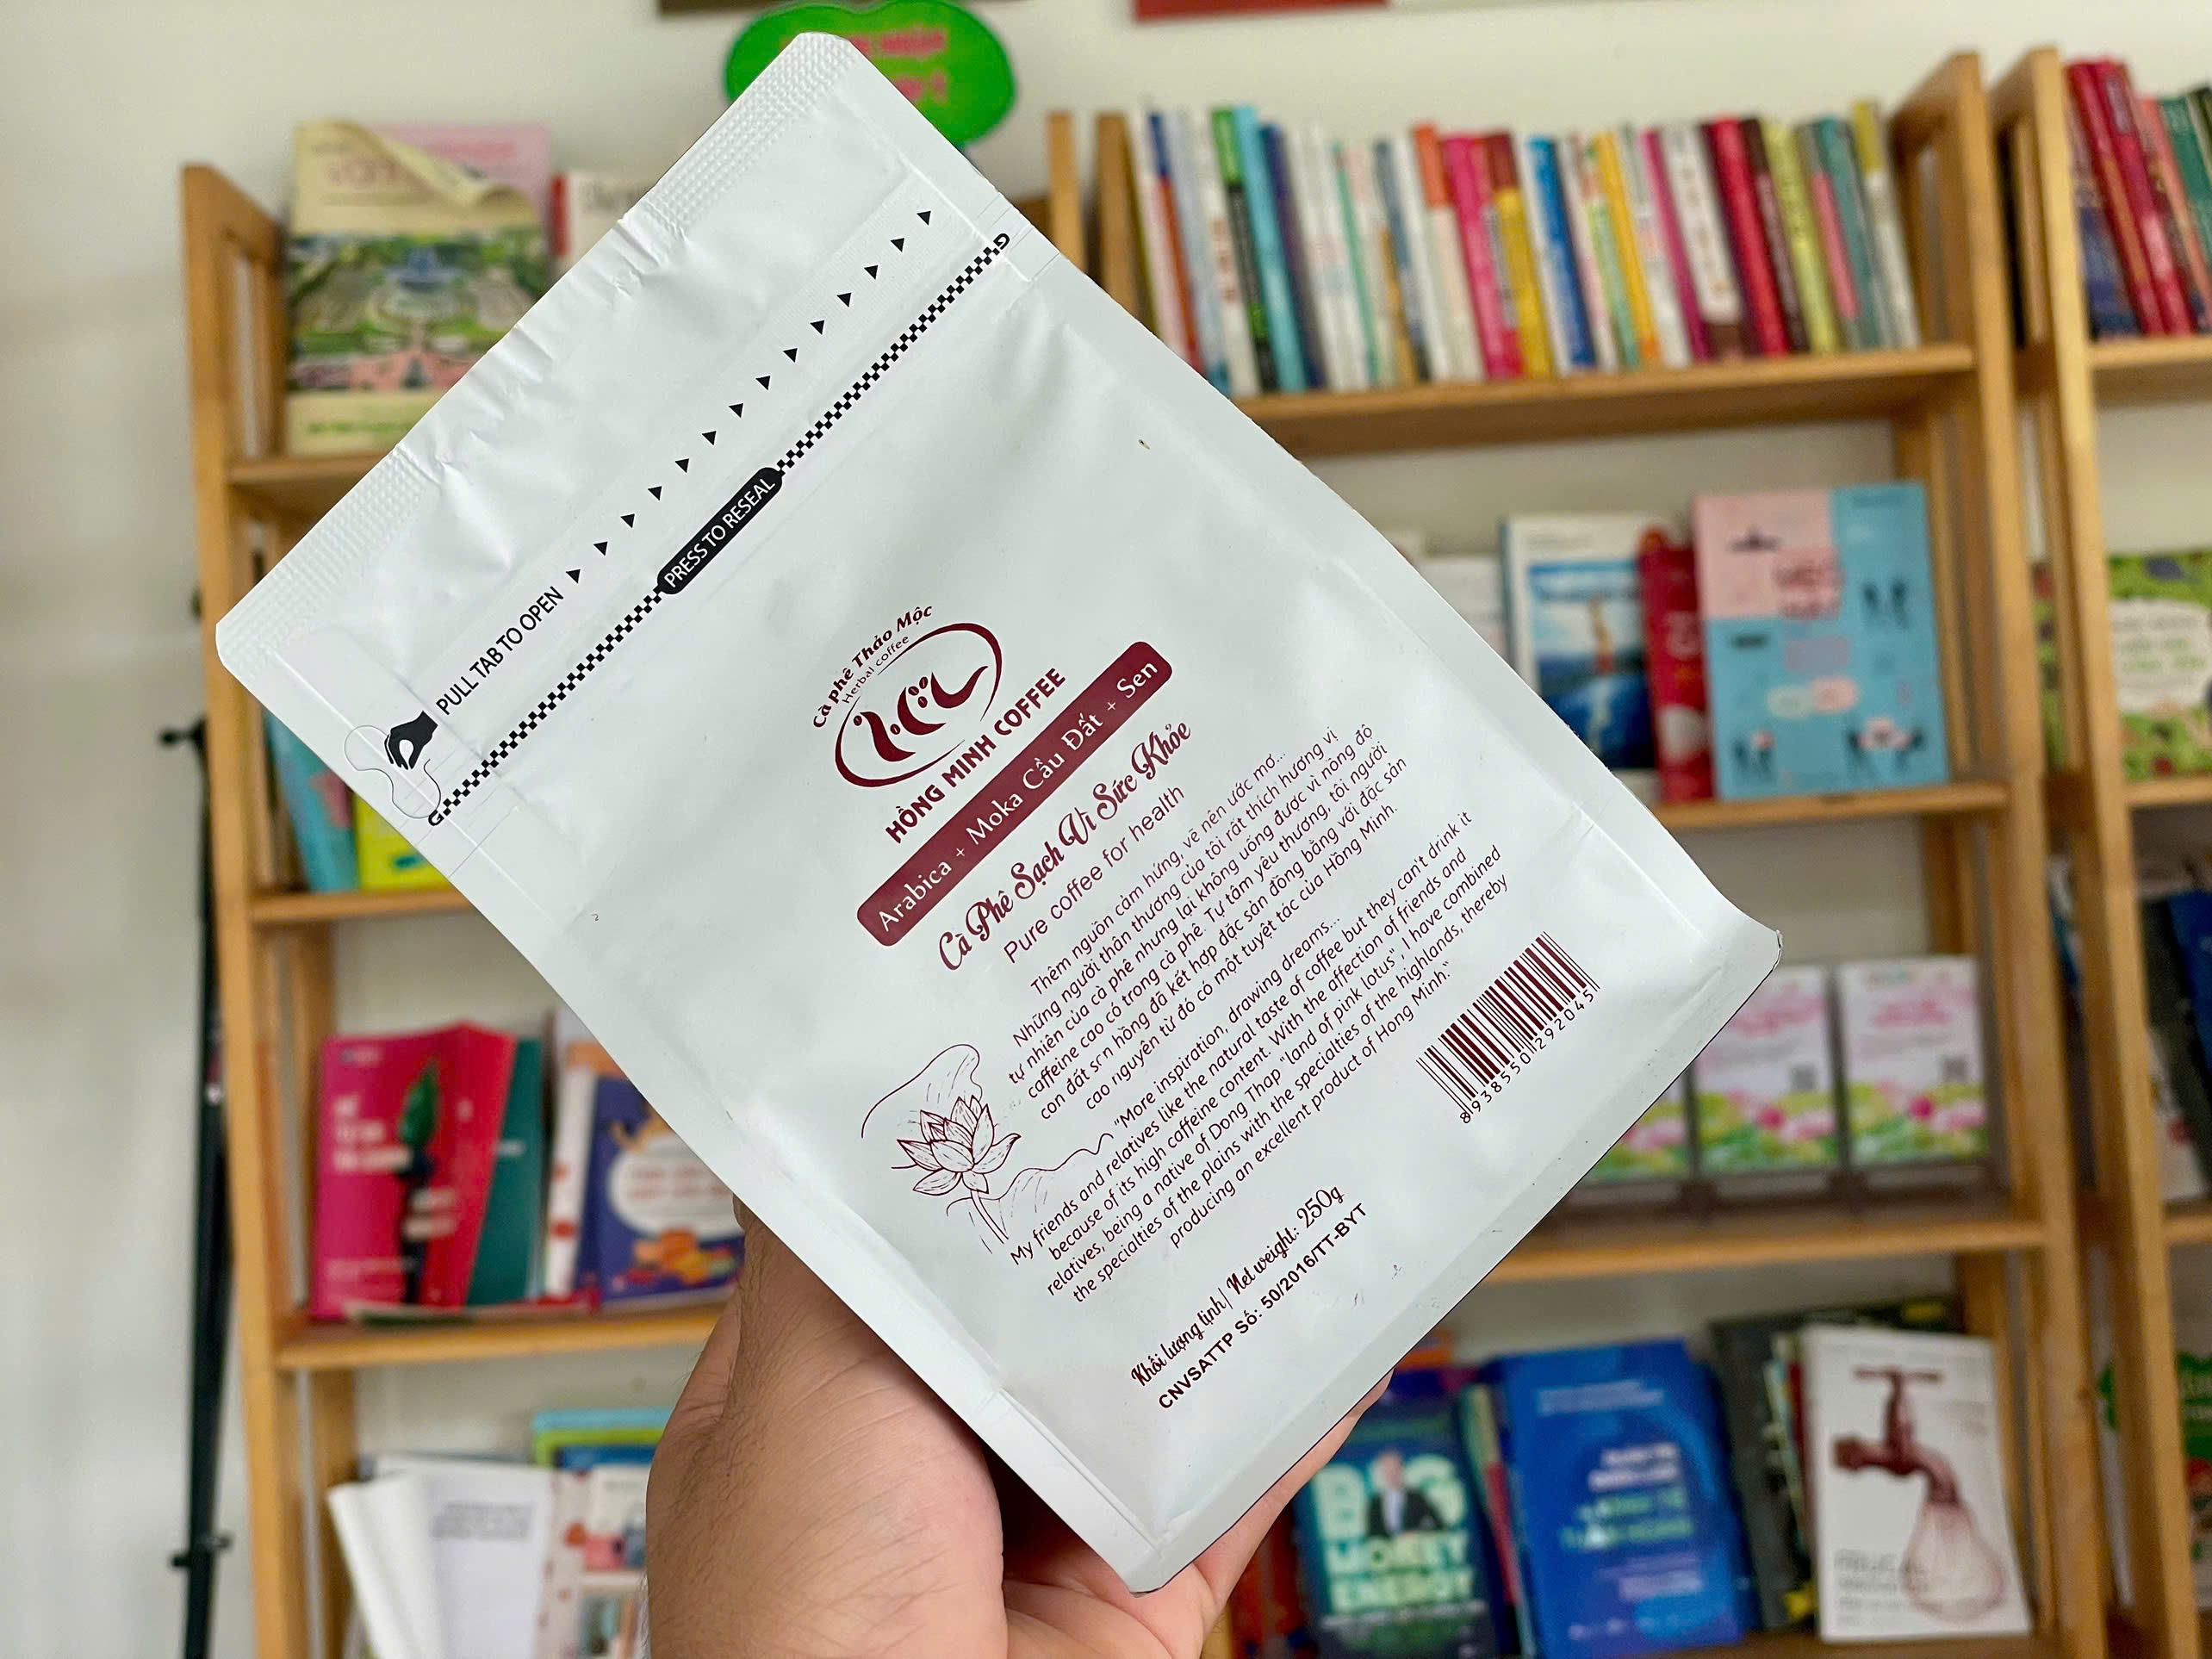 PULL TAB TO OPEN
PRESS TO RESEAL
Cà phê Thảo Mộc
Herbal coffee
HỒNG MINH COFFEE
Arabica + Moka Cầu Đất + Sen
Cà Phê Sạch Vì Sức Khỏe
Pure coffee for health
Thêm nguồn cảm hứng, vẽ nên ước mơ...
Những người thân thương của tôi rất thích hương vị
tự nhiên của cà phê nhưng lại không uống được vì nồng độ
caffeine cao có trong cà phê. Tự tâm yêu thương, tôi người
con đất sen hồng đã kết hợp đặc sản đồng bằng với đặc sản
cao nguyên từ đó có một tuyệt tác của Hồng Minh.
"More inspiration, drawing dreams...
My friends and relatives like the natural taste of coffee but they can't drink it
because of its high caffeine content. With the affection of friends and
relatives, being a native of Dong Thap "land of pink lotus", I have combined
the specialties of the plains with the specialties of the highlands, thereby
producing an excellent product of Hong Minh."
8 938550 292045
Khối lượng tịnh/ Net weight: 250g
CNVSATTP Số: 50/2016/TT-BYT
BIG
MONEY
ENERGY